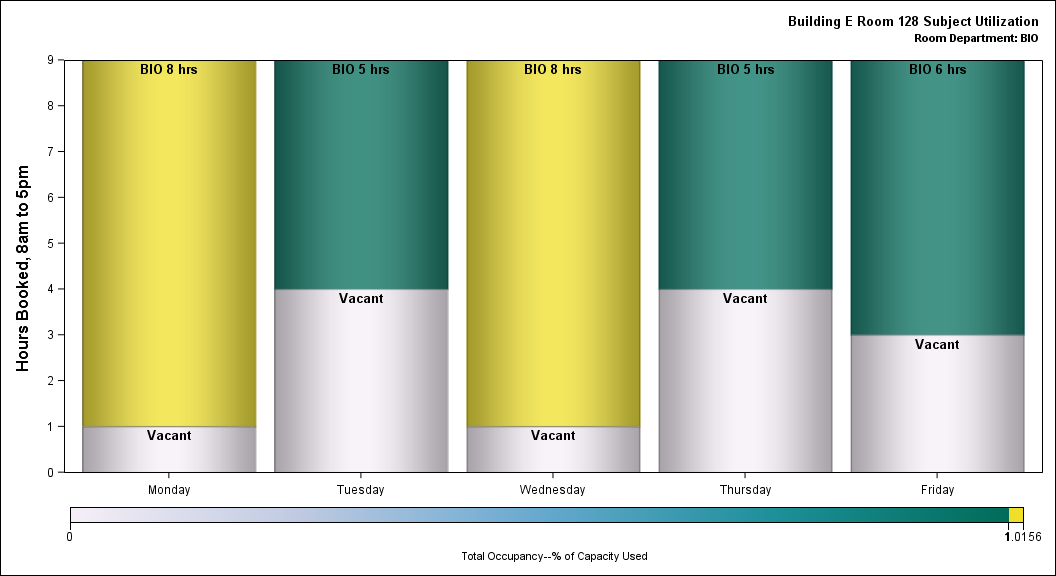 Building E Room 128 Subject Utilization
Room Department: BIO
Hours Booked, 8am to 5pm
9
8
7
6
5
4
3
2
1
0
BIO 8 hrs
BIO 5 hrs
BIO 8 hrs
BIO 5 hrs
BIO 6 hrs
Vacant
Vacant
Vacant
Vacant
Vacant
Monday
Tuesday
Wednesday
Thursday
Friday
0
1.0156
Total Occupancy--% of Capacity Used